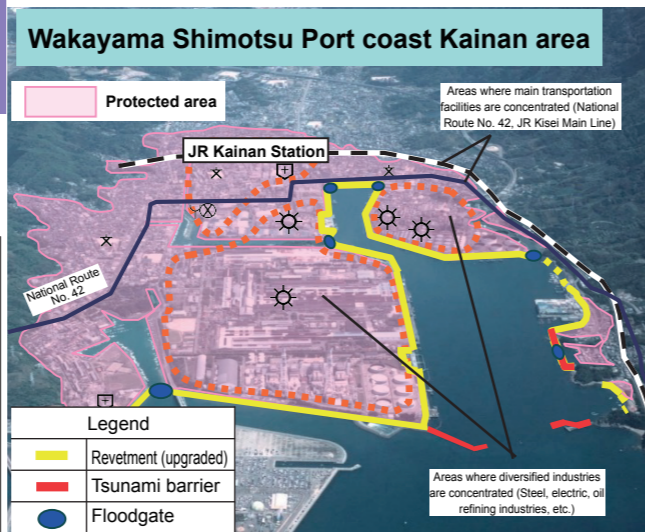 Wakayama Shimotsu Port coast Kainan area
Protected area
Areas where main transportation
facilities are concentrated (National
Route No. 42, JR Kisei Main Line)
JR Kainan Station
National Route
No. 42
Legend
Revetment (upgraded)
Tsunami barrier
Floodgate
Areas where diversified industries
are concentrated (Steel, electric, oil
refining industries, etc.)